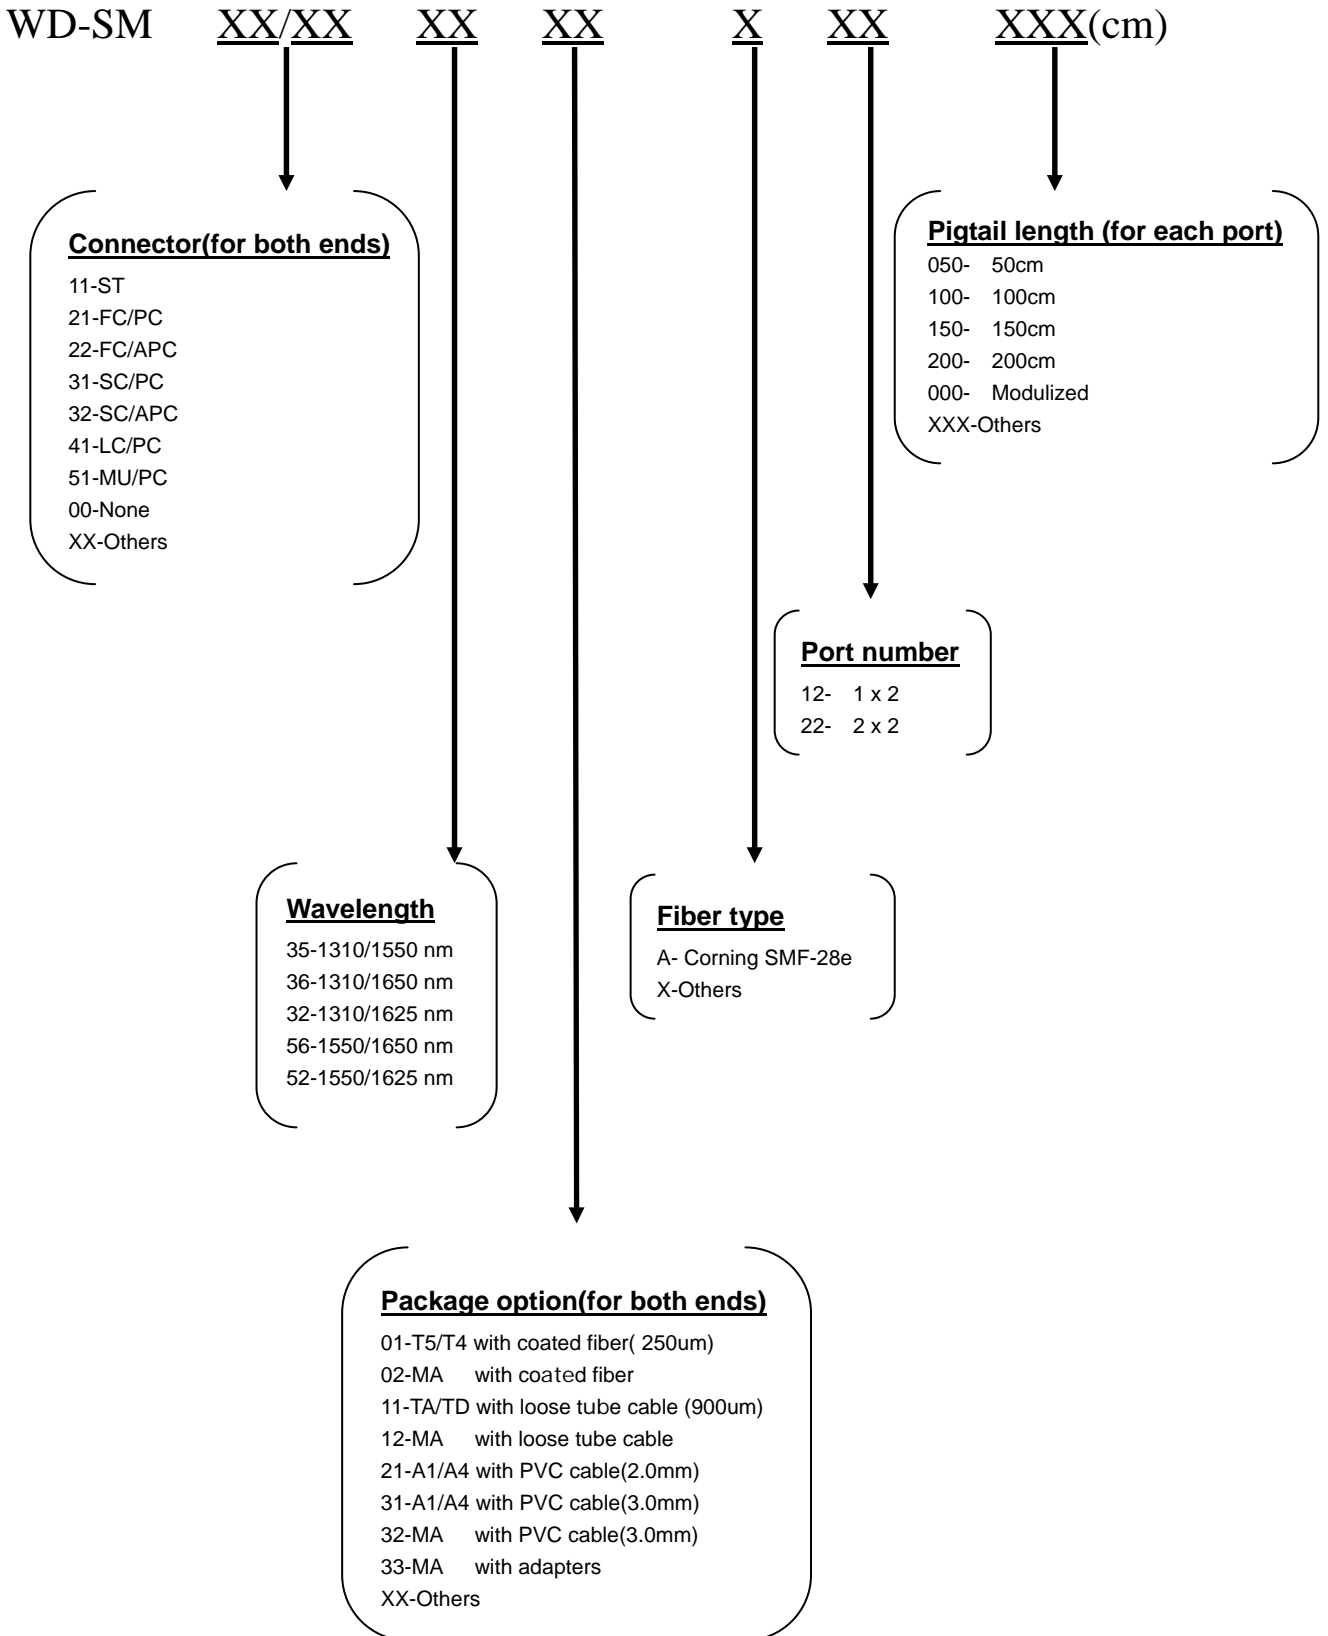 WD-SM XX/XX XX XX X XX XXX(cm)
Connector(for both ends)
11-ST
21-FC/PC
22-FC/APC
31-SC/PC
32-SC/APC
41-LC/PC
51-MU/PC
00-None
XX-Others
Pigtail length (for each port)
050- 50cm
100- 100cm
150- 150cm
200- 200cm
000- Modulized
XXX-Others
Port number
12- 1 x 2
22- 2 x 2
Wavelength
35-1310/1550 nm
36-1310/1650 nm
32-1310/1625 nm
56-1550/1650 nm
52-1550/1625 nm
Fiber type
A- Corning SMF-28e
X-Others
Package option(for both ends)
01-T5/T4 with coated fiber( 250um)
02-MA with coated fiber
11-TA/TD with loose tube cable (900um)
12-MA with loose tube cable
21-A1/A4 with PVC cable(2.0mm)
31-A1/A4 with PVC cable(3.0mm)
32-MA with PVC cable(3.0mm)
33-MA with adapters
XX-Others